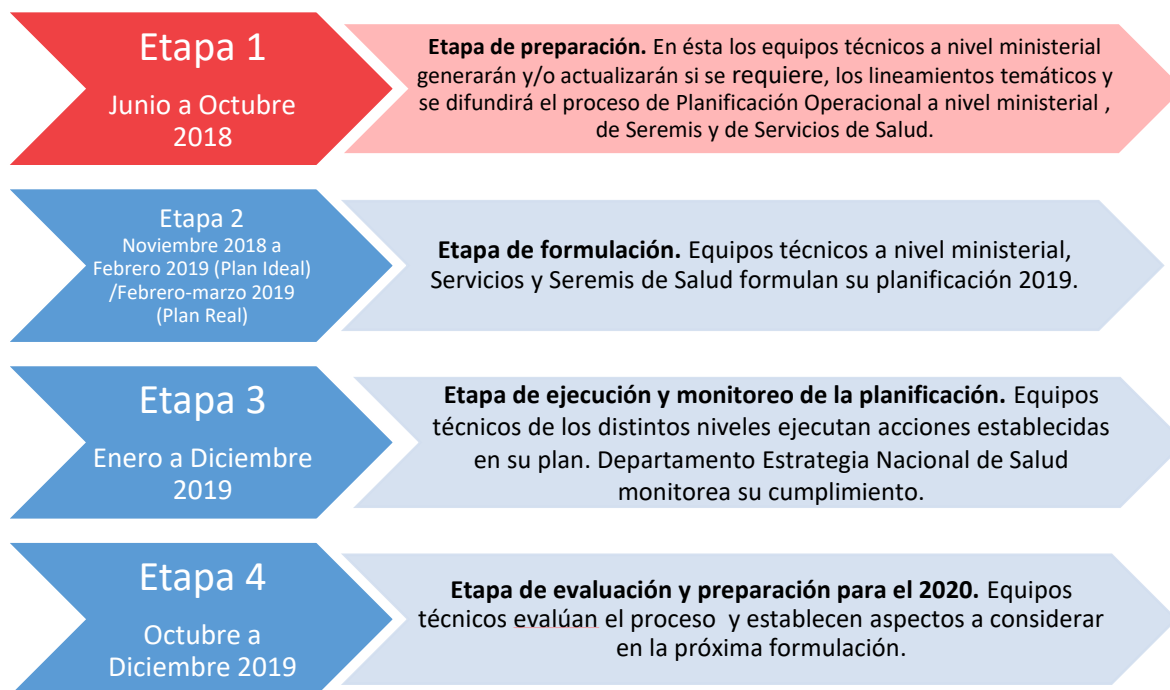 Etapa 1
Junio a Octubre
2018
Etapa de preparación. En ésta los equipos técnicos a nivel ministerial
generarán y/o actualizarán si se requiere, los lineamientos temáticos y
se difundirá el proceso de Planificación Operacional a nivel ministerial ,
de Seremis y de Servicios de Salud.
Etapa 2
Noviembre 2018 a
Febrero 2019 (Plan Ideal)
/Febrero-marzo 2019
(Plan Real)
Etapa de formulación. Equipos técnicos a nivel ministerial,
Servicios y Seremis de Salud formulan su planificación 2019.
Etapa 3
Enero a Diciembre
2019
Etapa de ejecución y monitoreo de la planificación. Equipos
técnicos de los distintos niveles ejecutan acciones establecidas
en su plan. Departamento Estrategia Nacional de Salud
monitorea su cumplimiento.
Etapa 4
Octubre a
Diciembre 2019
Etapa de evaluación y preparación para el 2020. Equipos
técnicos evalúan el proceso y establecen aspectos a considerar
en la próxima formulación.